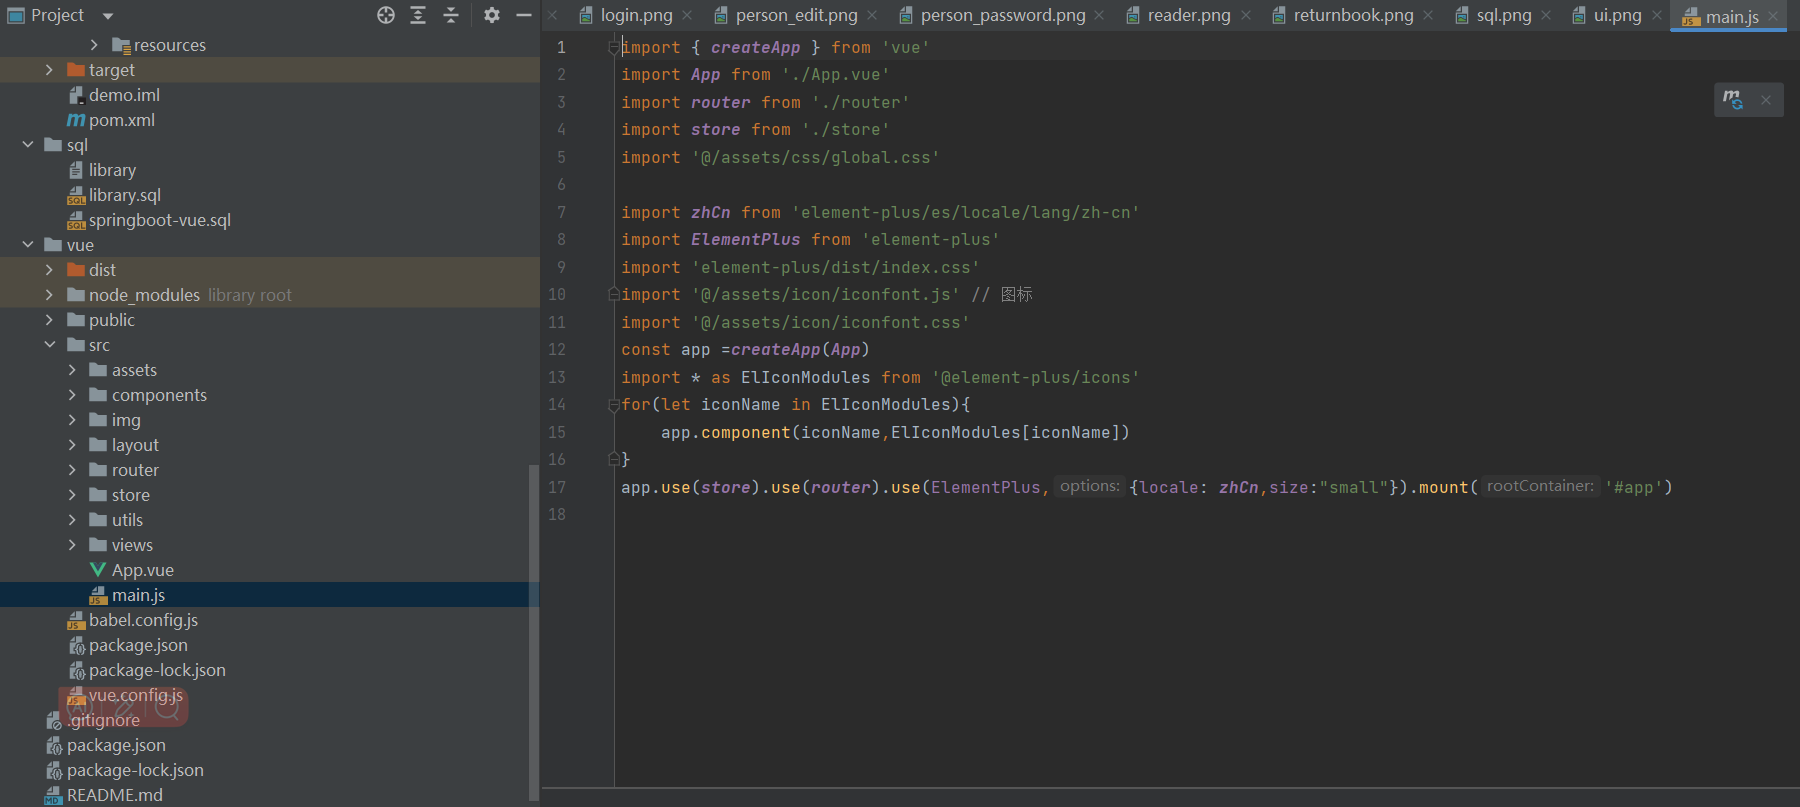 Project
login.png person_edit.png person_password.png reader.png returnbook.png sql.png ui.png main.js
resources
target
demo.iml
pom.xml
sql
library
library.sql
springboot-vue.sql
vue
dist
node_modules library root
public
src
assets
components
img
layout
router
store
utils
views
App.vue
main.js
babel.config.js
package.json
package-lock.json
vue.config.js
.gitignore
package.json
package-lock.json
README.md
1 import { createApp } from 'vue'
2 import App from './App.vue'
3 import router from './router'
4 import store from './store'
5 import '@/assets/css/global.css'
6
7 import zhCn from 'element-plus/es/locale/lang/zh-cn'
8 import ElementPlus from 'element-plus'
9 import 'element-plus/dist/index.css'
10 import '@/assets/icon/iconfont.js' // 图标
11 import '@/assets/icon/iconfont.css'
12 const app =createApp(App)
13 import * as ElIconModules from '@element-plus/icons'
14 for(let iconName in ElIconModules){
15 app.component(iconName,ElIconModules[iconName])
16 }
17 app.use(store).use(router).use(ElementPlus, options: {locale: zhCn,size:"small"}).mount( rootContainer: '#app')
18